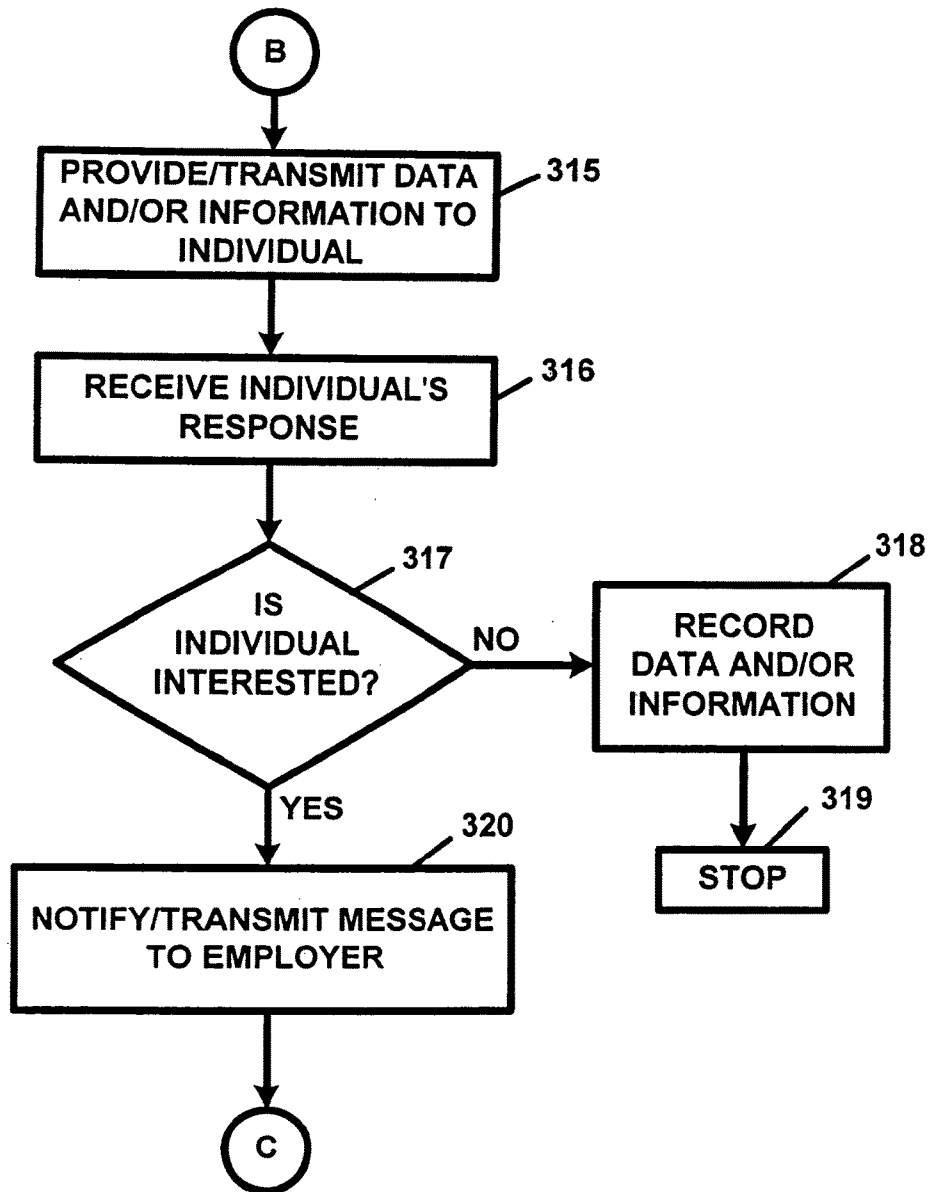 B
PROVIDE/TRANSMIT DATA
AND/OR INFORMATION TO
INDIVIDUAL
315
RECEIVE INDIVIDUAL'S
RESPONSE
316
IS
INDIVIDUAL
INTERESTED?
317
NO
RECORD
DATA AND/OR
INFORMATION
318
STOP
319
YES
NOTIFY/TRANSMIT MESSAGE
TO EMPLOYER
320
C